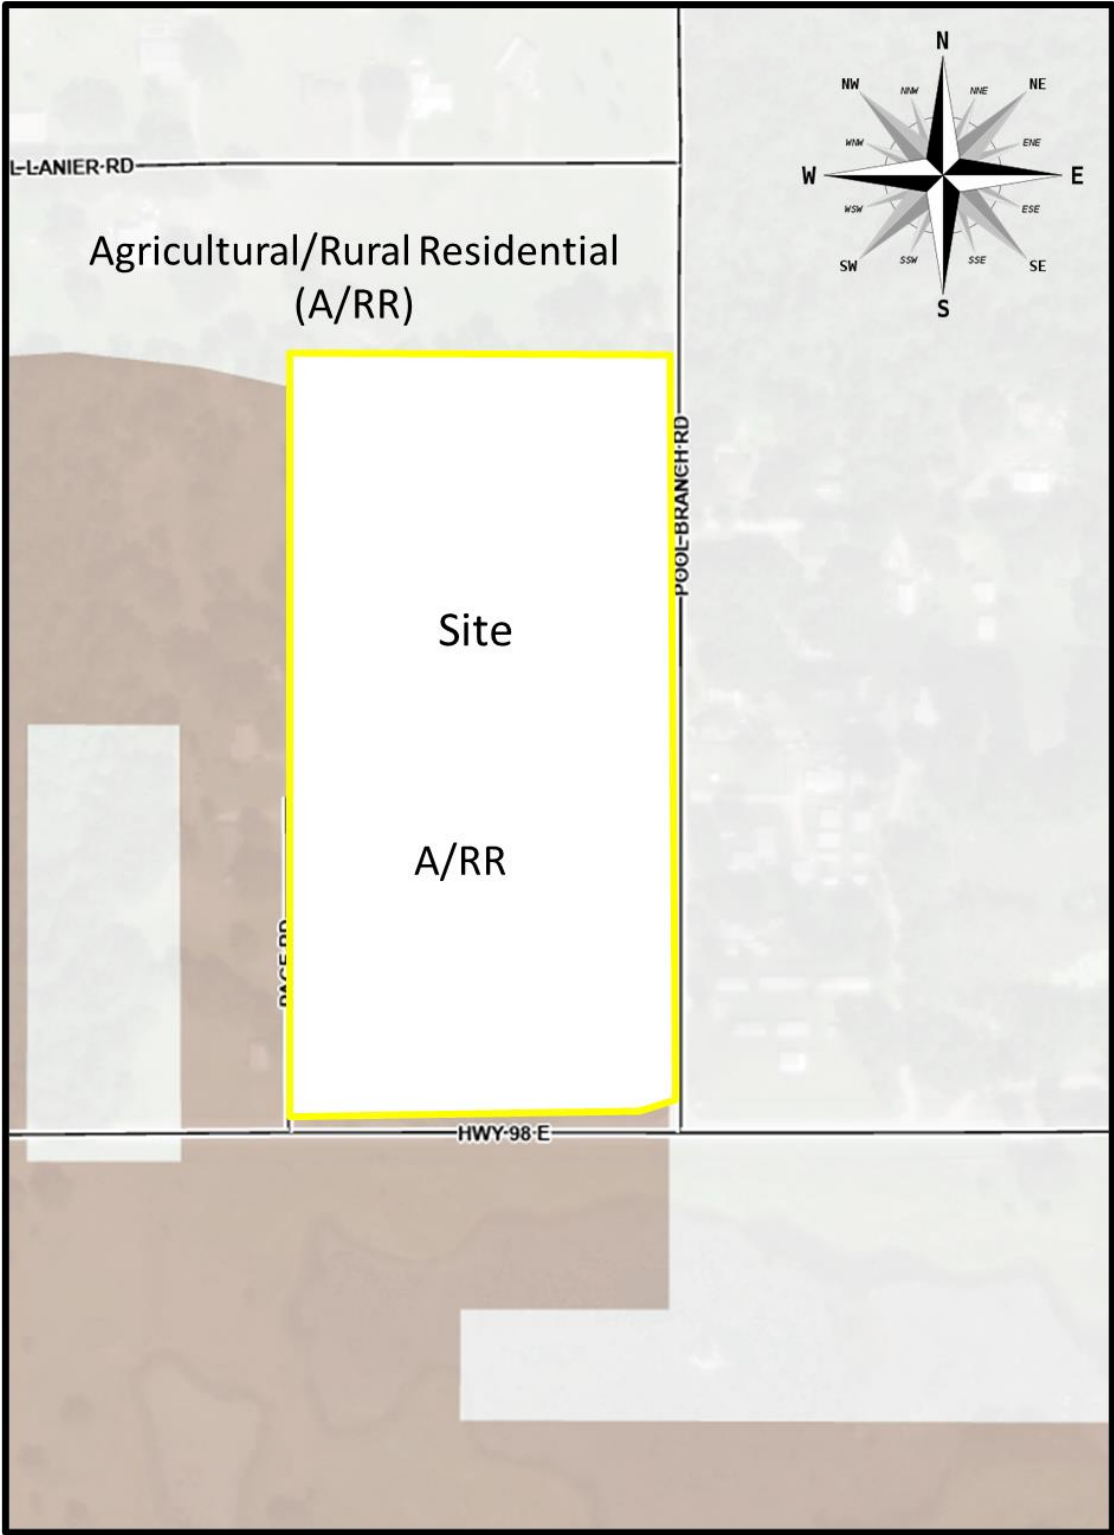 N
NNW
NNE
NW
NE
WNW
ENE
W
E
WSW
ESE
SSW
SSE
SW
SE
S
L-LANIER-RD
Agricultural/Rural Residential
(A/RR)
POOL-BRANCH-RD
Site
A/RR
HWY-98 E